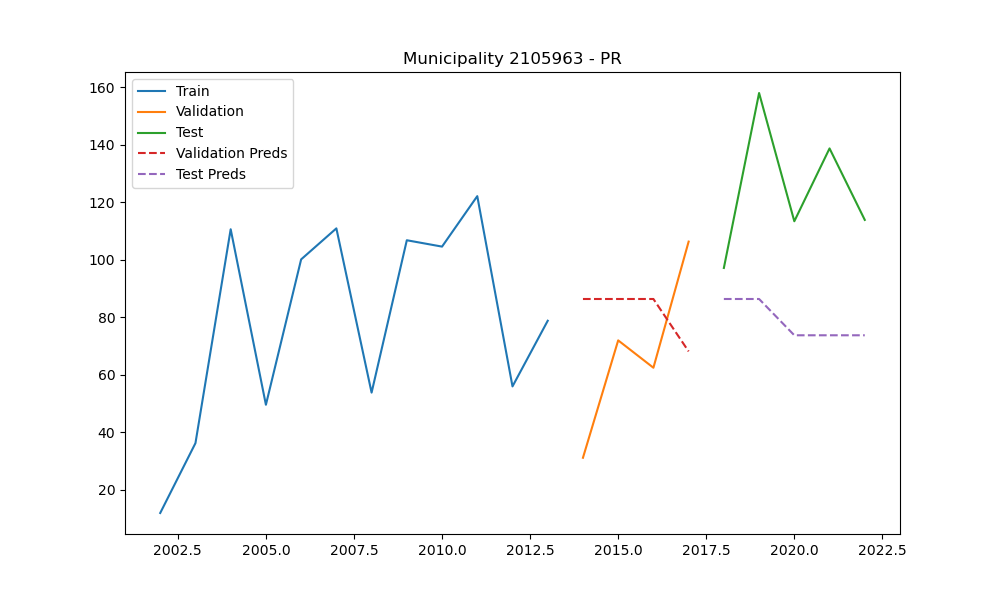 Municipality 2105963 - PR
Train
Validation
Test
Validation Preds
Test Preds
160
140
120
100
80
60
40
20
2002.5 2005.0 2007.5 2010.0 2012.5 2015.0 2017.5 2020.0 2022.5